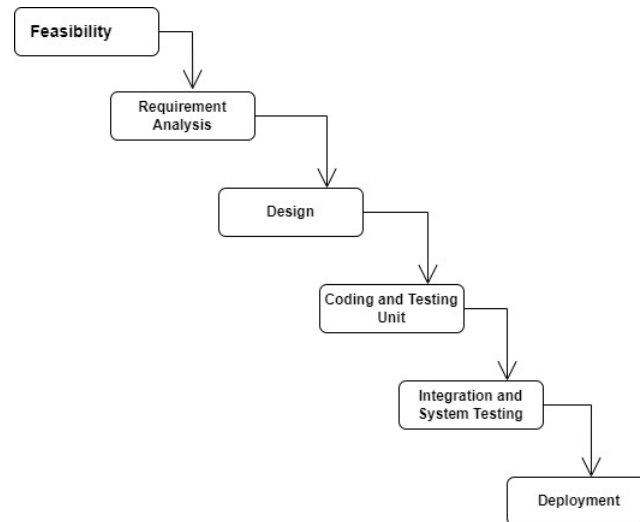 Feasibility
Requirement
Analysis
Design
Coding and Testing
Unit
Integration and
System Testing
Deployment